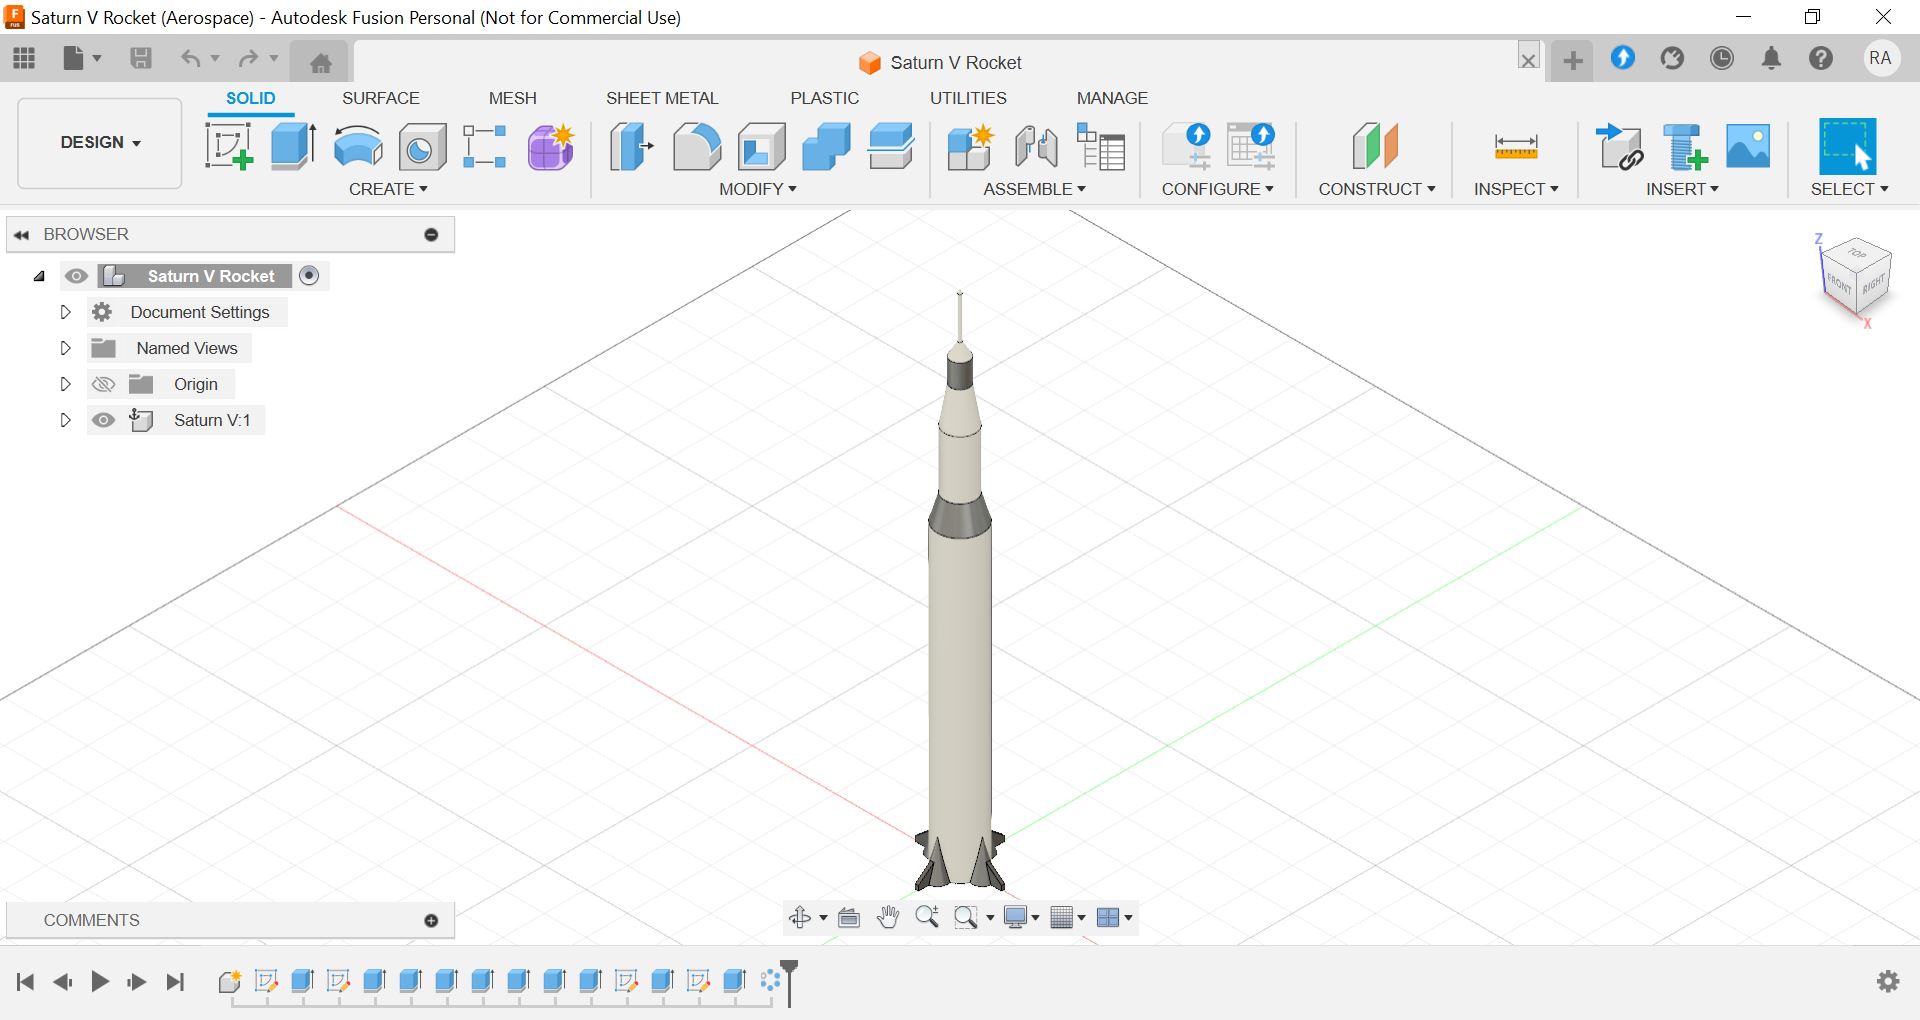 Saturn V Rocket (Aerospace) - Autodesk Fusion Personal (Not for Commercial Use)
Saturn V Rocket
RA
SOLID SURFACE MESH SHEET METAL PLASTIC UTILITIES MANAGE
DESIGN
CREATE MODIFY ASSEMBLE CONFIGURE CONSTRUCT INSPECT INSERT SELECT
BROWSER
Saturn V Rocket
Document Settings
Named Views
Origin
Saturn V:1
Z
TOP
FRONT RIGHT
X
COMMENTS